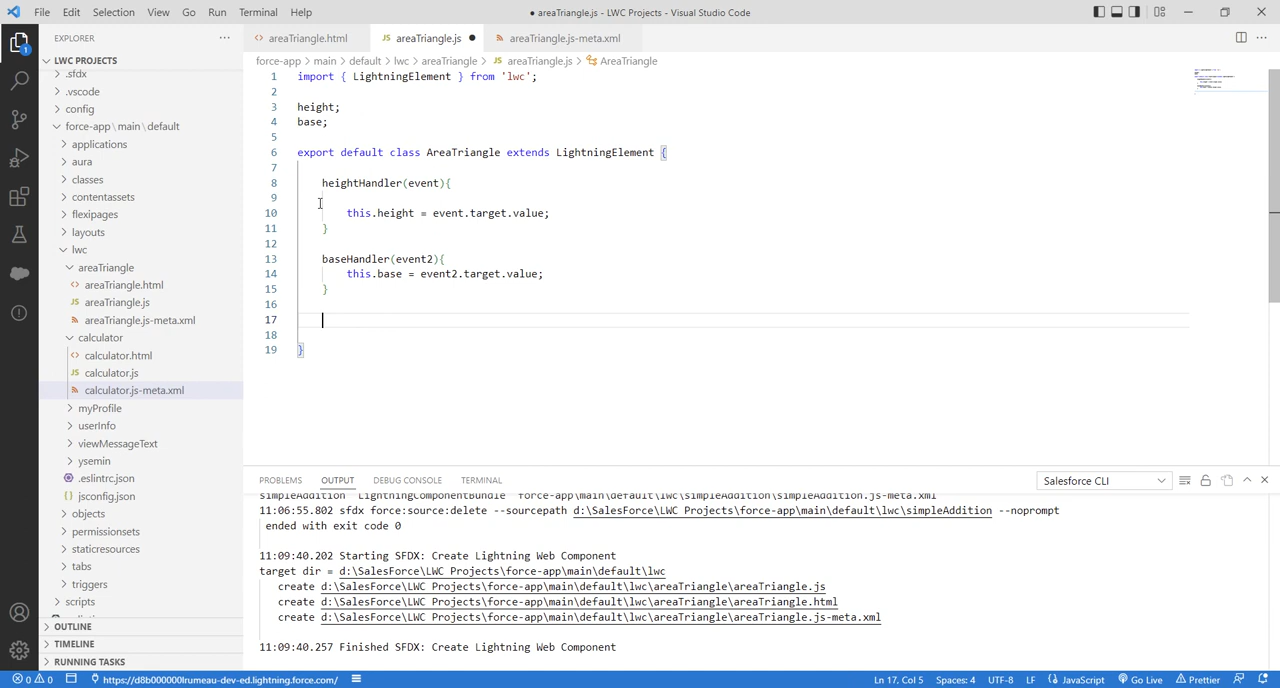 File Edit Selection View Go Run Terminal Help
● areaTriangle.js - LWC Projects - Visual Studio Code
EXPLORER
LWC PROJECTS
.sfdx
.vscode
config
force-app\main\default
applications
aura
classes
contentassets
flexipages
layouts
lwc
areaTriangle
areaTriangle.html
areaTriangle.js
areaTriangle.js-meta.xml
calculator
calculator.html
calculator.js
calculator.js-meta.xml
myProfile
userInfo
viewMessageText
ysemin
.eslintrc.json
jsconfig.json
objects
permissionsets
staticresources
tabs
triggers
scripts
OUTLINE
TIMELINE
RUNNING TASKS
areaTriangle.html
JS areaTriangle.js ●
areaTriangle.js-meta.xml
force-app > main > default > lwc > areaTriangle > JS areaTriangle.js > AreaTriangle
1 import { LightningElement } from 'lwc';
2
3 height;
4 base;
5
6 export default class AreaTriangle extends LightningElement {
7
8 heightHandler(event){
9
10 this.height = event.target.value;
11 }
12
13 baseHandler(event2){
14 this.base = event2.target.value;
15 }
16
17
18
19 }
PROBLEMS OUTPUT DEBUG CONSOLE TERMINAL
Salesforce CLI
simpleAddition LightningComponentBundle force-app\main\default\lwc\simpleAddition\simpleAddition.js-meta.xml
11:06:55.802 sfdx force:source:delete --sourcepath d:\SalesForce\LWC Projects\force-app\main\default\lwc\simpleAddition --noprompt
ended with exit code 0
11:09:40.202 Starting SFDX: Create Lightning Web Component
target dir = d:\SalesForce\LWC Projects\force-app\main\default\lwc
create d:\SalesForce\LWC Projects\force-app\main\default\lwc\areaTriangle\areaTriangle.js
create d:\SalesForce\LWC Projects\force-app\main\default\lwc\areaTriangle\areaTriangle.html
create d:\SalesForce\LWC Projects\force-app\main\default\lwc\areaTriangle\areaTriangle.js-meta.xml
11:09:40.257 Finished SFDX: Create Lightning Web Component
0 0 https://d8b000000lrumeau-dev-ed.lightning.force.com/
Ln 17, Col 5 Spaces: 4 UTF-8 LF JavaScript Go Live Prettier